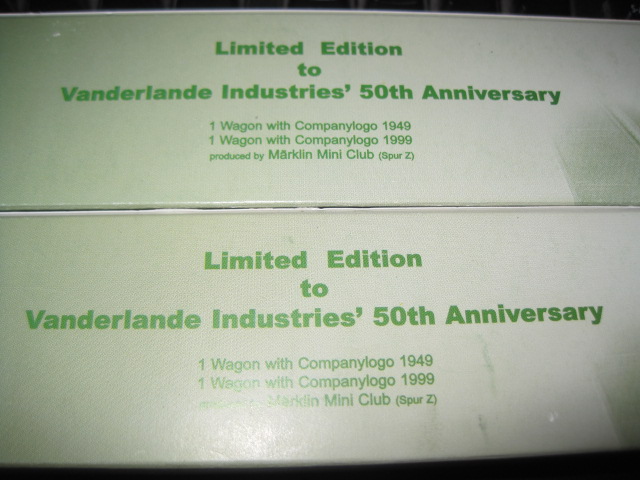 Limited Edition
to
Vanderlande Industries' 50th Anniversary
1 Wagon with Companylogo 1949
1 Wagon with Companylogo 1999
produced by Märklin Mini Club (Spur Z)
Limited Edition
to
Vanderlande Industries' 50th Anniversary
1 Wagon with Companylogo 1949
1 Wagon with Companylogo 1999
Märklin Mini Club (Spur Z)